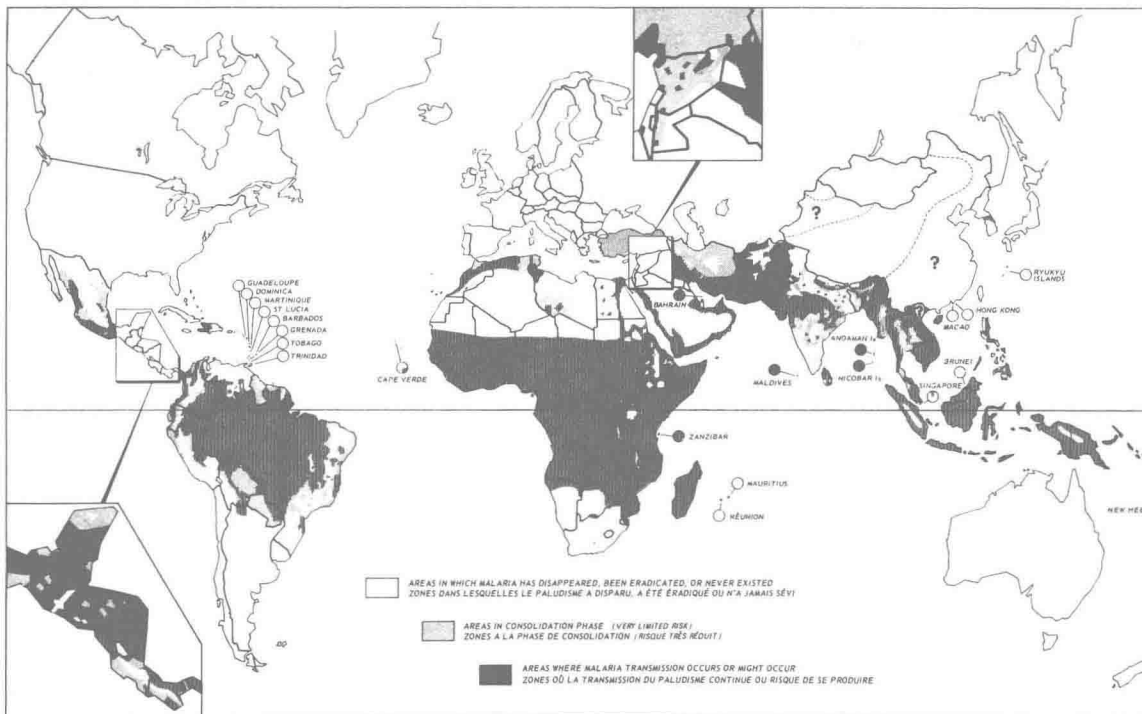 GUADELOUPE
DOMINICA
MARTINIQUE
ST LUCIA
BARBADOS
GRENADA
TOBAGO
TRINIDAD
CAPE VERDE
BAHRAIN
RYUKYU
ISLANDS
?
?
?
HONG KONG
MACAO
ANDAMAN Is
BRUNEI
MALDIVES
NICOBAR Is
SINGAPORE
ZANZIBAR
MAURITIUS
RÉUNION
NEW HE
AREAS IN WHICH MALARIA HAS DISAPPEARED, BEEN ERADICATED, OR NEVER EXISTED
ZONES DANS LESQUELLES LE PALUDISME A DISPARU, A ÉTÉ ÉRADIQUÉ OU N'A JAMAIS SÉVI
AREAS IN CONSOLIDATION PHASE (VERY LIMITED RISK)
ZONES A LA PHASE DE CONSOLIDATION (RISQUE TRÈS RÉDUIT)
AREAS WHERE MALARIA TRANSMISSION OCCURS OR MIGHT OCCUR
ZONES OÛ LA TRANSMISSION DU PALUDISME CONTINUE OU RISQUE DE SE PRODUIRE